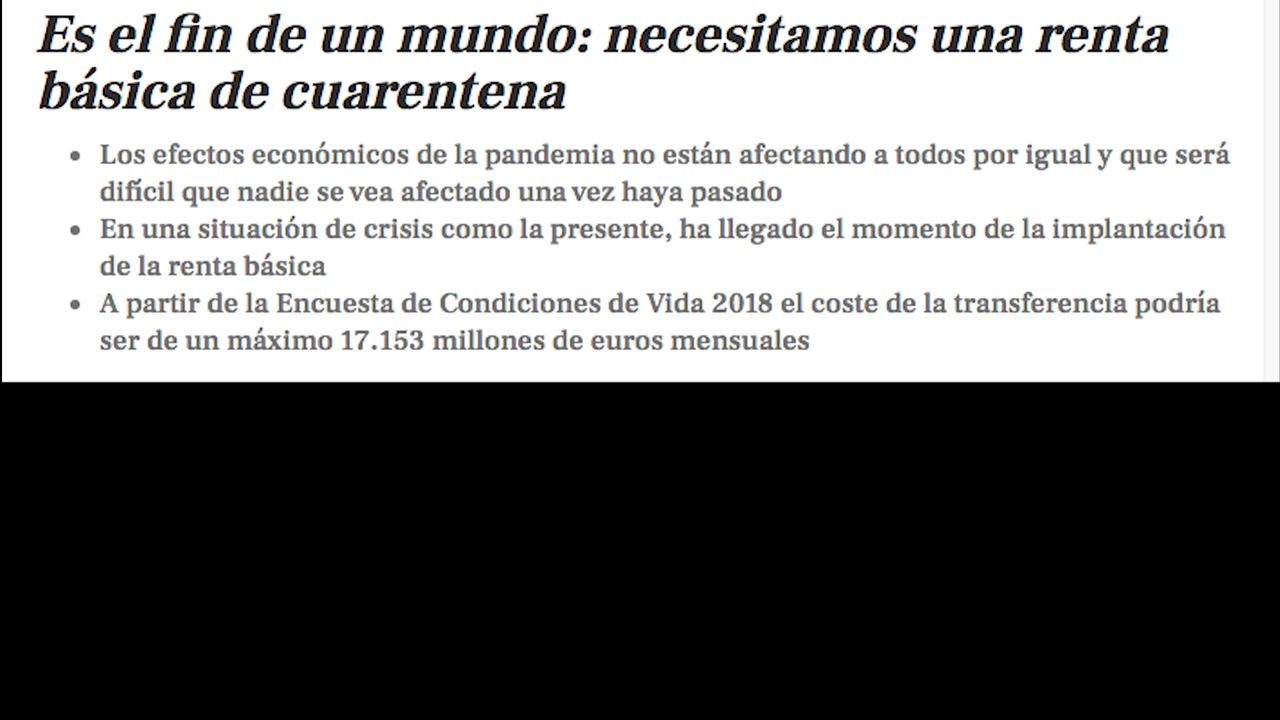 Es el fin de un mundo: necesitamos una renta
básica de cuarentena
• Los efectos económicos de la pandemia no están afectando a todos por igual y que será
difícil que nadie se vea afectado una vez haya pasado
• En una situación de crisis como la presente, ha llegado el momento de la implantación
de la renta básica
• A partir de la Encuesta de Condiciones de Vida 2018 el coste de la transferencia podría
ser de un máximo 17.153 millones de euros mensuales